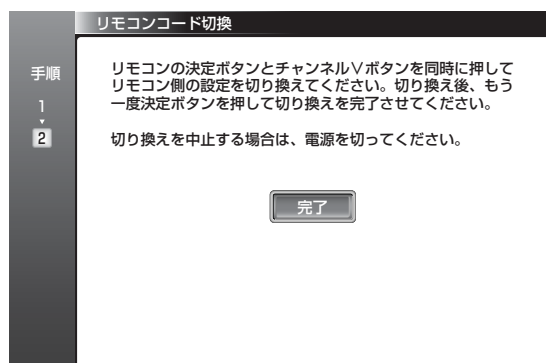 リモコンコード切換
手順
1
2
リモコンの決定ボタンとチャンネル∨ボタンを同時に押して
リモコン側の設定を切り換えてください。切り換え後、もう
一度決定ボタンを押して切り換えを完了させてください。
切り換えを中止する場合は、電源を切ってください。
完了